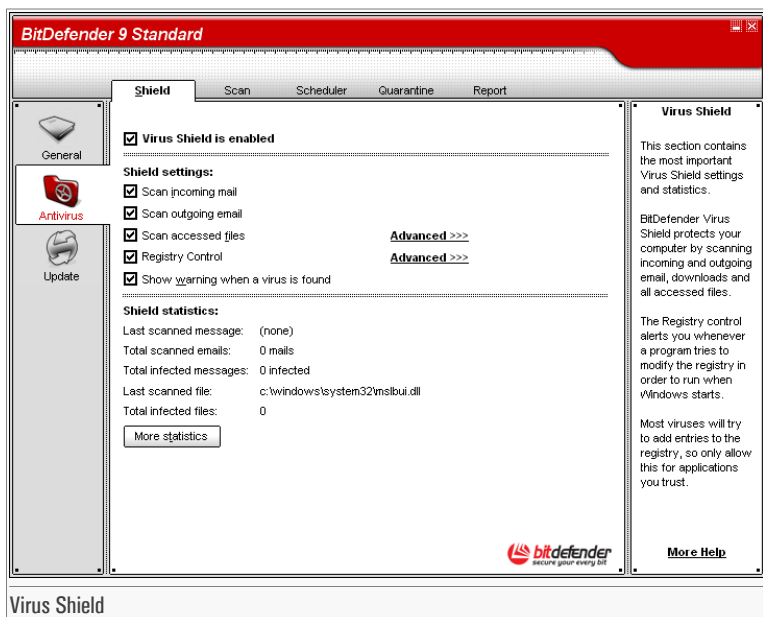 BitDefender 9 Standard
Shield Scan Scheduler Quarantine Report
General
Antivirus
Update
Virus Shield is enabled
Shield settings:
Scan incoming mail
Scan outgoing email
Scan accessed files Advanced >>>
Registry Control Advanced >>>
Show warning when a virus is found
Shield statistics:
Last scanned message: (none)
Total scanned emails: 0 mails
Total infected messages: 0 infected
Last scanned file: c:\windows\system32\mslbui.dll
Total infected files: 0
More statistics
bitdefender
secure your every bit
Virus Shield
This section contains
the most important
Virus Shield settings
and statistics.
BitDefender Virus
Shield protects your
computer by scanning
incoming and outgoing
email, downloads and
all accessed files.
The Registry control
alerts you whenever
a program tries to
modify the registry in
order to run when
Windows starts.
Most viruses will try
to add entries to the
registry, so only allow
this for applications
you trust.
More Help
Virus Shield